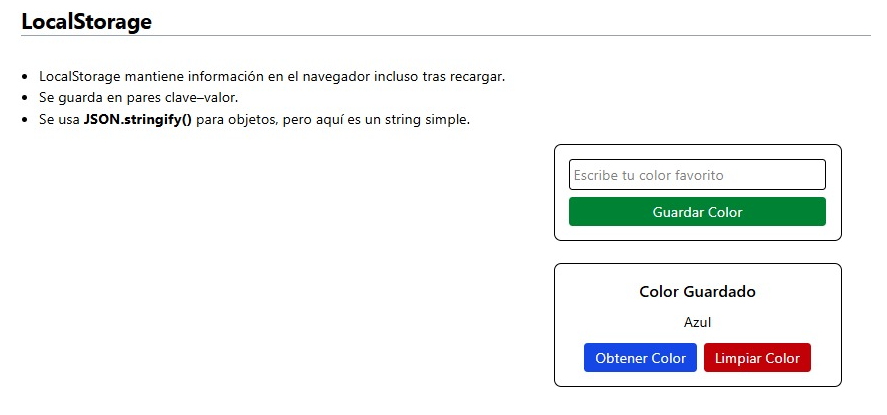 LocalStorage
• LocalStorage mantiene información en el navegador incluso tras recargar.
• Se guarda en pares clave–valor.
• Se usa JSON.stringify() para objetos, pero aquí es un string simple.
Escribe tu color favorito
Guardar Color
Color Guardado
Azul
Obtener Color Limpiar Color